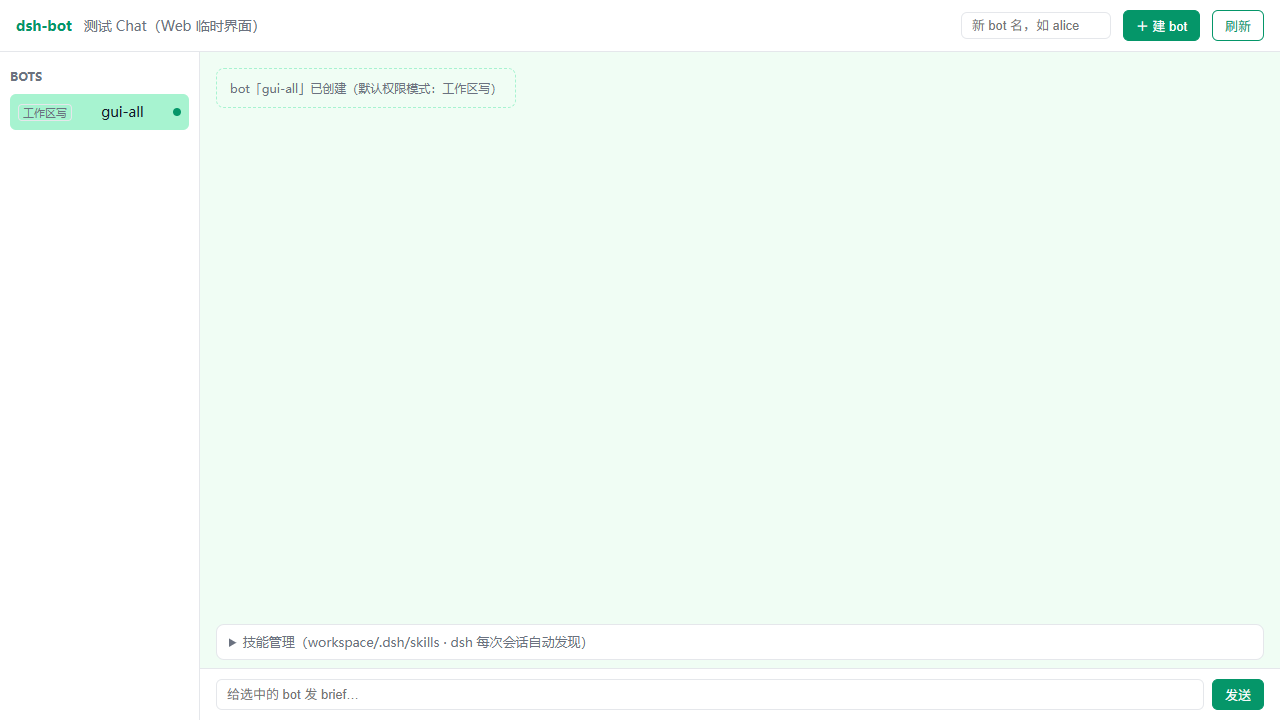 dsh-bot 测试 Chat（Web 临时界面）
新 bot 名，如 alice
＋ 建 bot
刷新
BOTS
工作区写 gui-all
bot「gui-all」已创建（默认权限模式：工作区写）
▶ 技能管理（workspace/.dsh/skills · dsh 每次会话自动发现）
给选中的 bot 发 brief…
发送